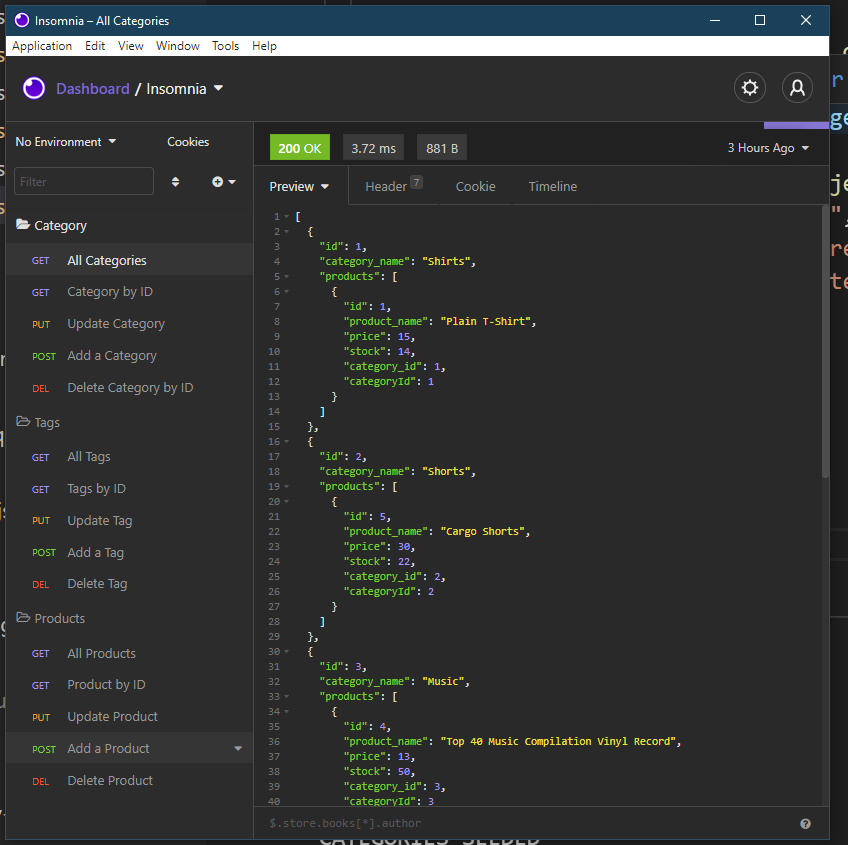 Insomnia – All Categories
Application Edit View Window Tools Help
Dashboard / Insomnia
No Environment Cookies
Filter
Category
GET All Categories
GET Category by ID
PUT Update Category
POST Add a Category
DEL Delete Category by ID
Tags
GET All Tags
GET Tags by ID
PUT Update Tag
POST Add a Tag
DEL Delete Tag
Products
GET All Products
GET Product by ID
PUT Update Product
POST Add a Product
DEL Delete Product
200 OK 3.72 ms 881 B 3 Hours Ago
Preview Header 7 Cookie Timeline
1 [
2 {
3 "id": 1,
4 "category_name": "Shirts",
5 "products": [
6 {
7 "id": 1,
8 "product_name": "Plain T-Shirt",
9 "price": 15,
10 "stock": 14,
11 "category_id": 1,
12 "categoryId": 1
13 }
14 ]
15 },
16 {
17 "id": 2,
18 "category_name": "Shorts",
19 "products": [
20 {
21 "id": 5,
22 "product_name": "Cargo Shorts",
23 "price": 30,
24 "stock": 22,
25 "category_id": 2,
26 "categoryId": 2
27 }
28 ]
29 },
30 {
31 "id": 3,
32 "category_name": "Music",
33 "products": [
34 {
35 "id": 4,
36 "product_name": "Top 40 Music Compilation Vinyl Record",
37 "price": 13,
38 "stock": 50,
39 "category_id": 3,
40 "categoryId": 3
$.store.books[*].author
CATEGORIES SEEDED